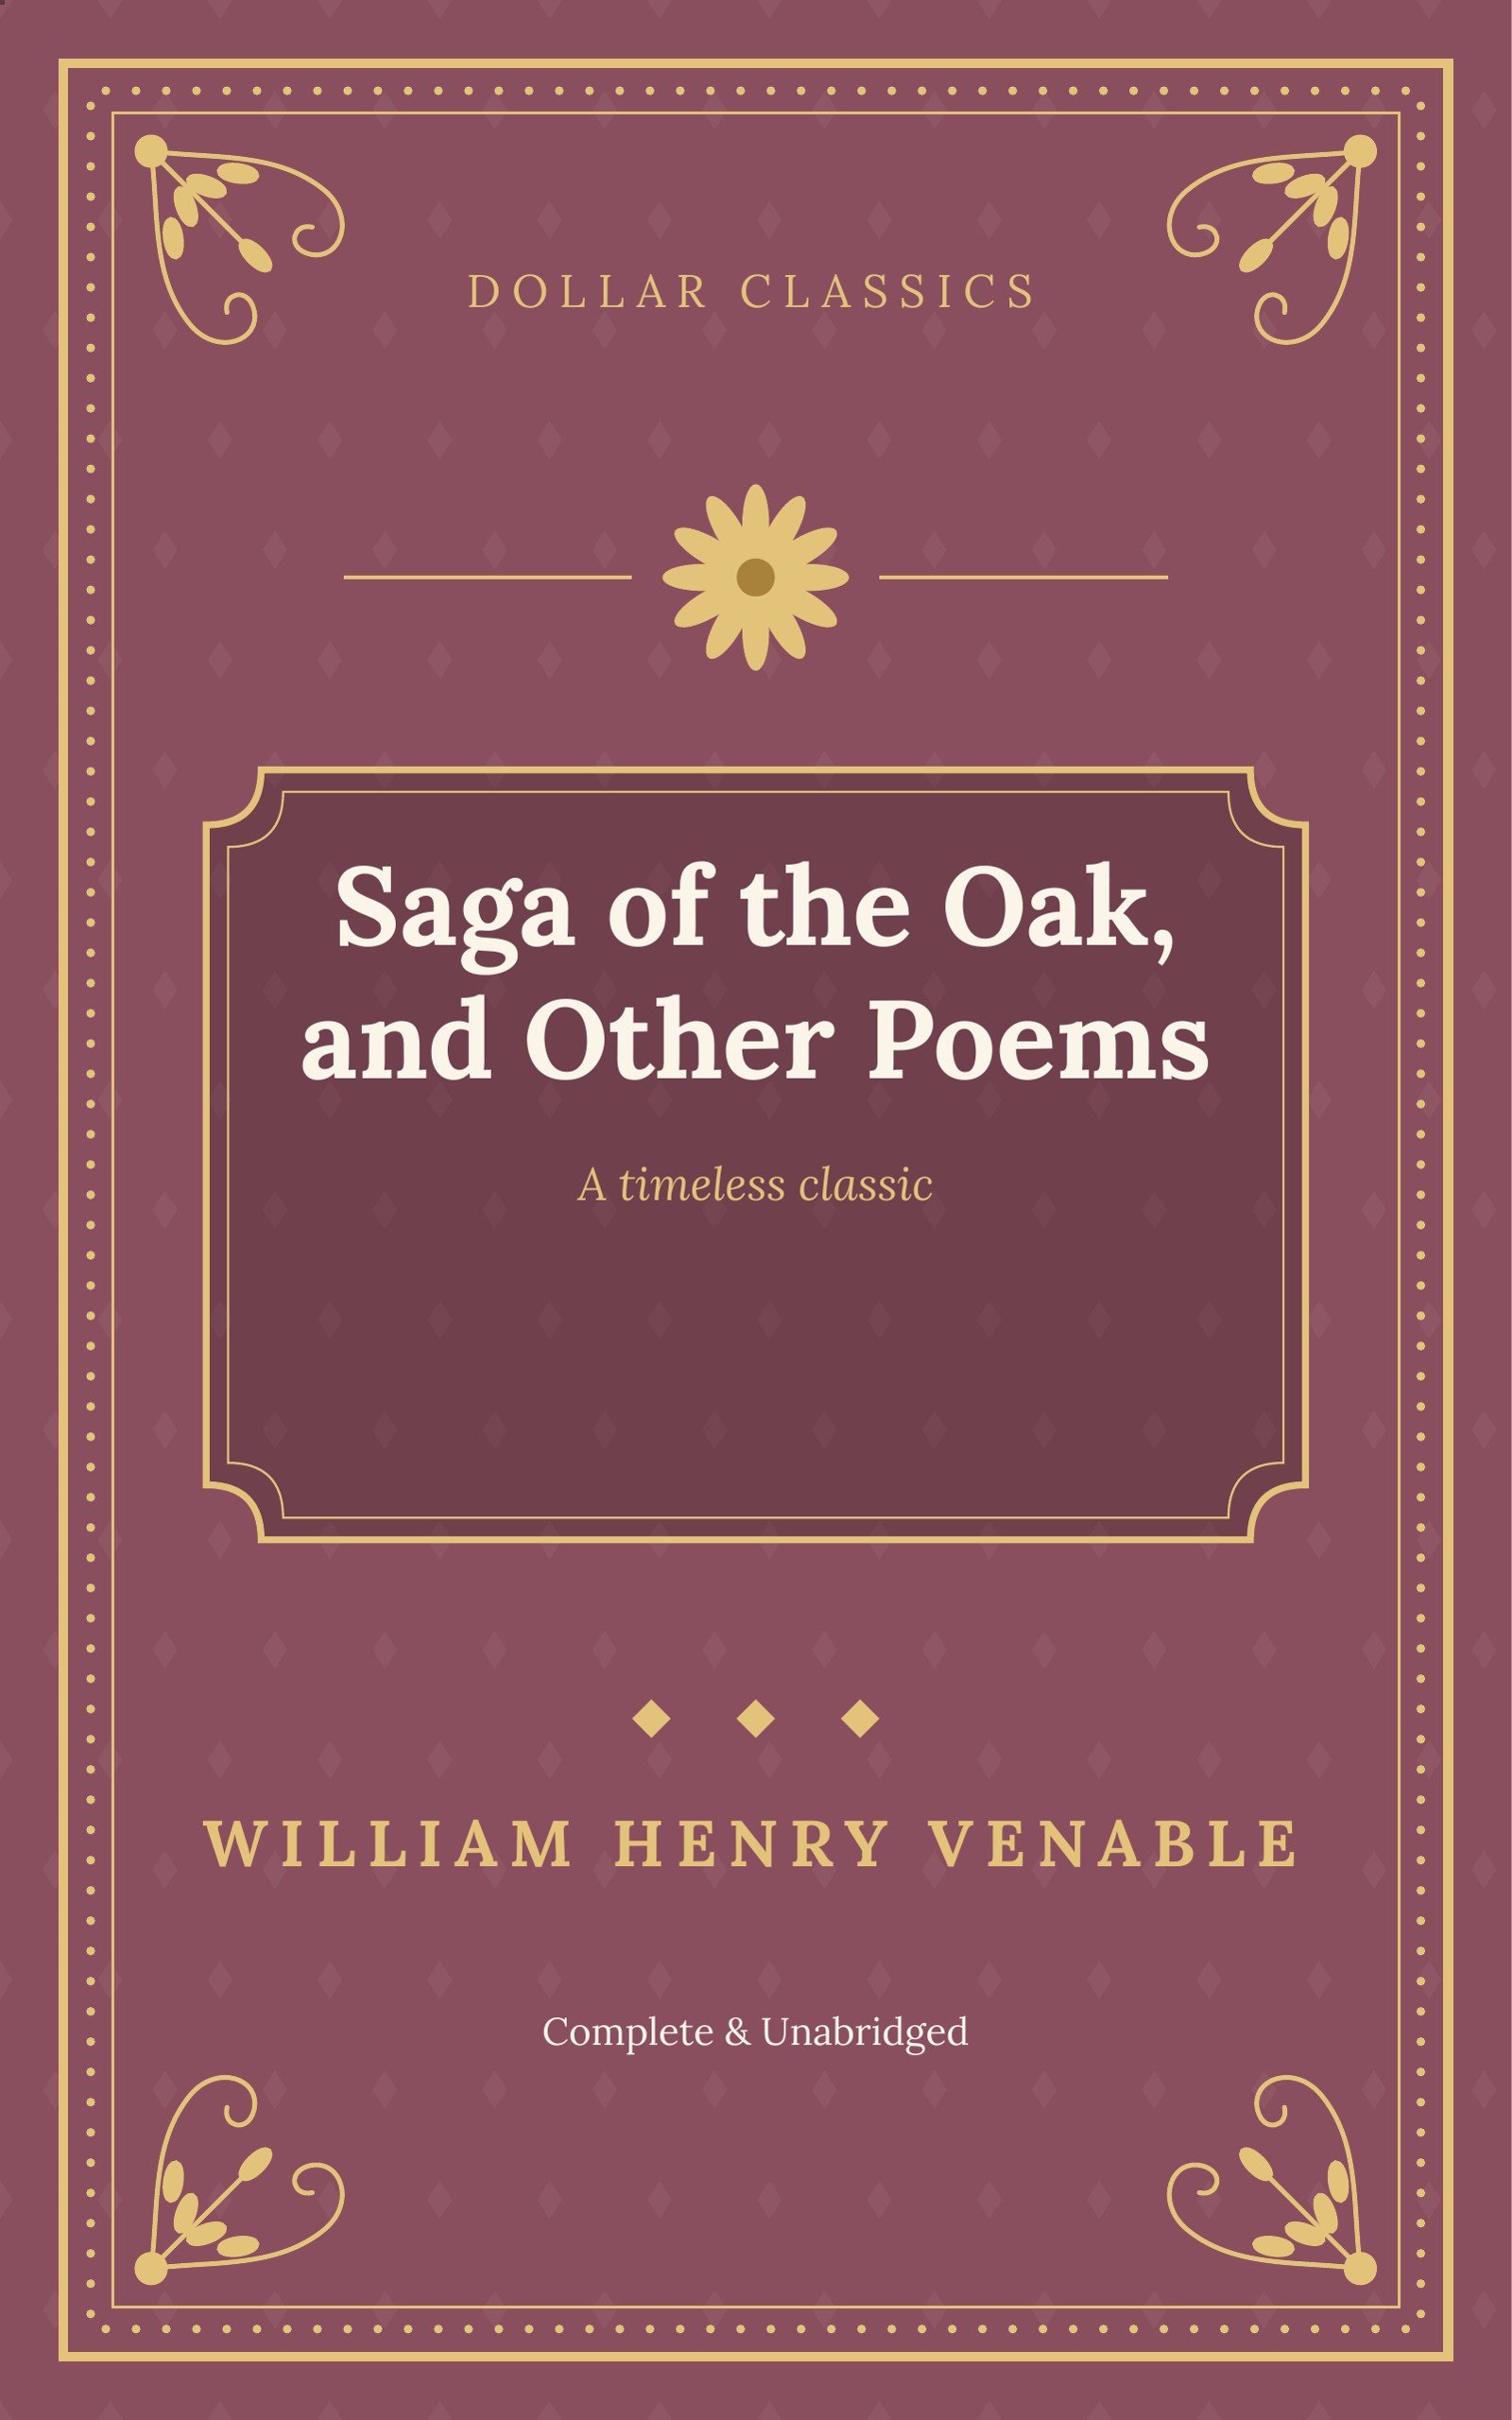 DOLLAR CLASSICS
Saga of the Oak,
and Other Poems
A timeless classic
WILLIAM HENRY VENABLE
Complete & Unabridged